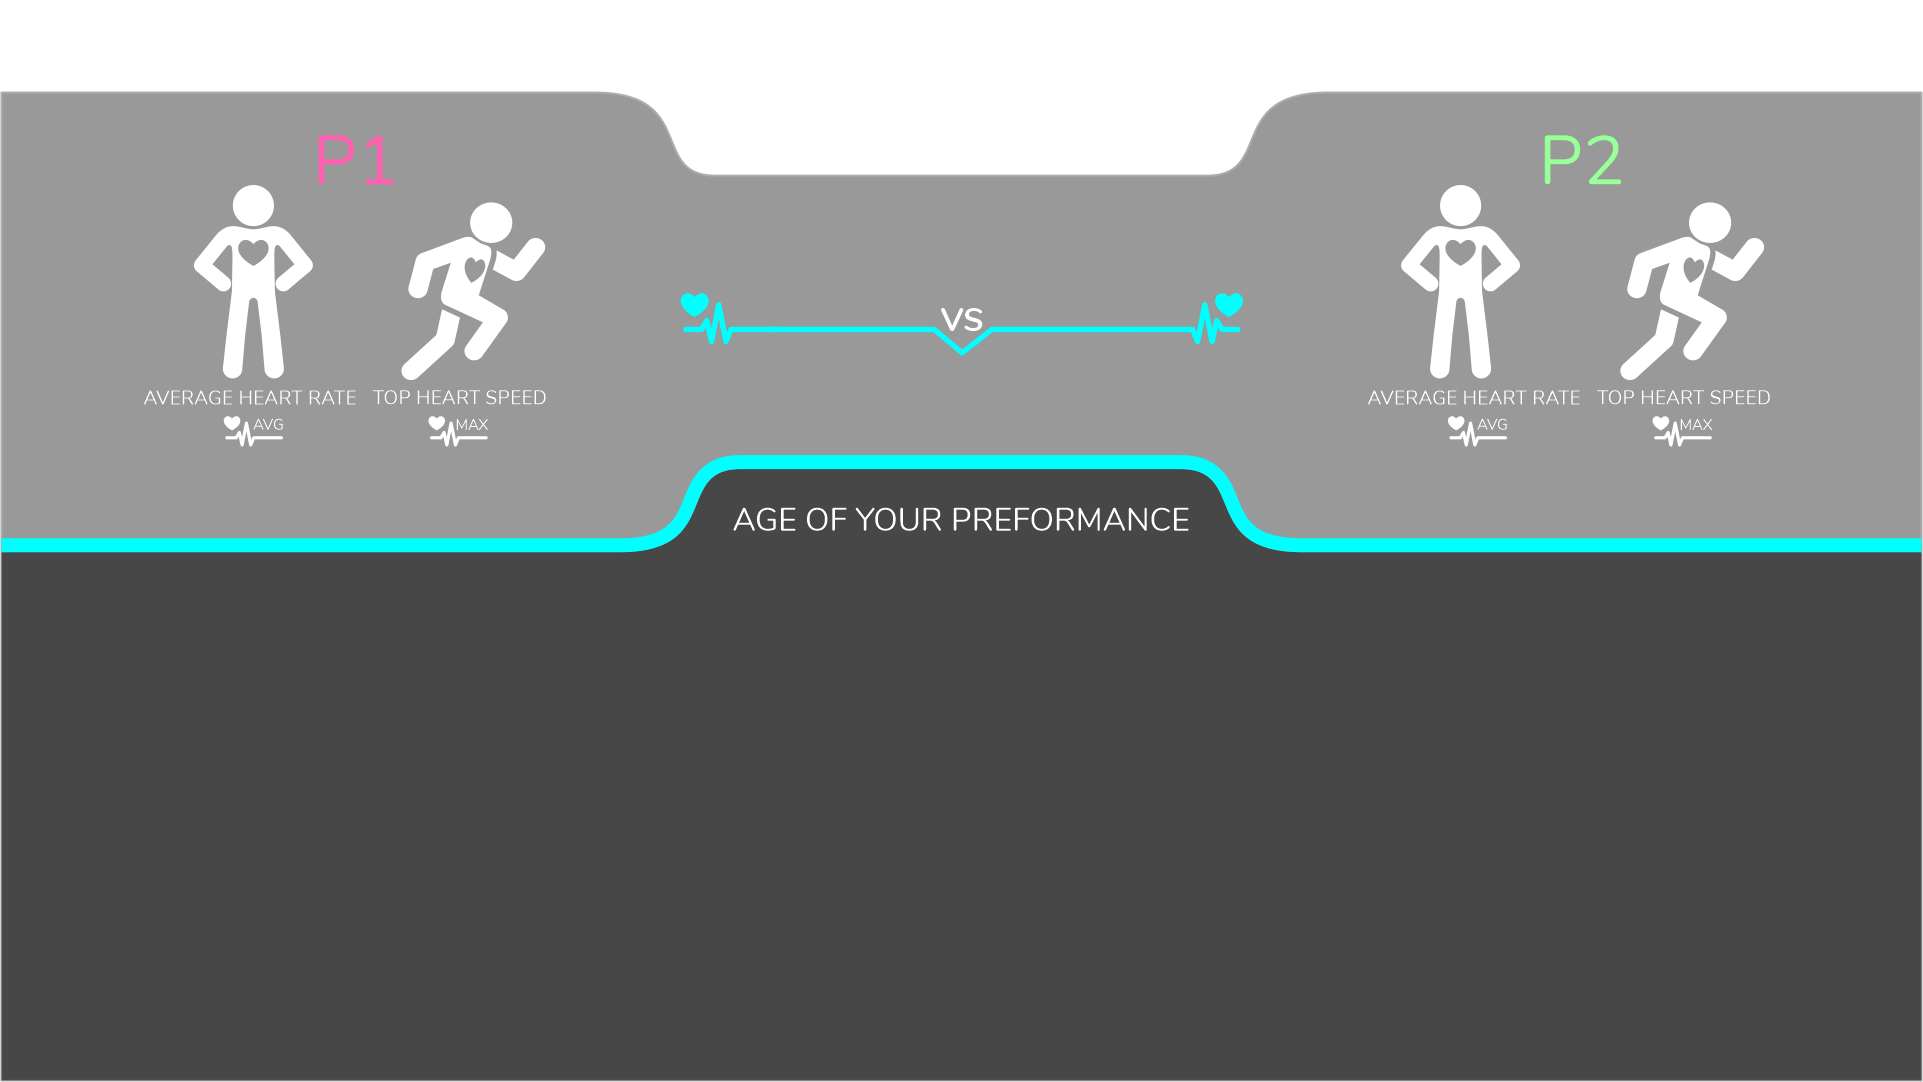 P1
P2
VS
AVERAGE HEART RATE
TOP HEART SPEED
AVERAGE HEART RATE
TOP HEART SPEED
AVG
MAX
AVG
MAX
AGE OF YOUR PREFORMANCE